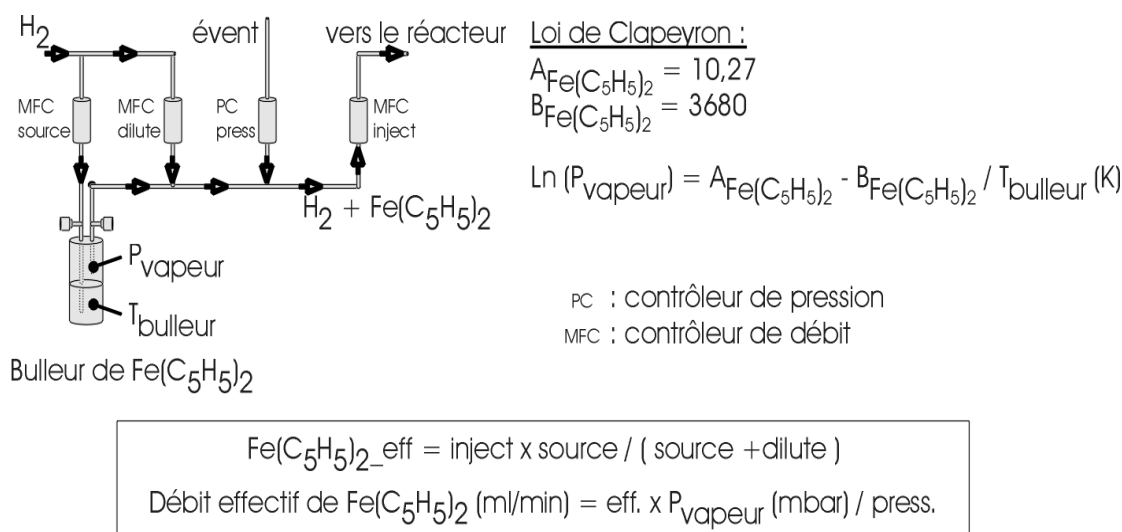 H2
évent
vers le réacteur
MFC source
MFC dilute
PC press
MFC inject
H2 + Fe(C5H5)2
Pvapeur
Tbulleur
Bulleur de Fe(C5H5)2
Loi de Clapeyron :
AFe(C5H5)2 = 10,27
BFe(C5H5)2 = 3680
Ln (Pvapeur) = AFe(C5H5)2 - BFe(C5H5)2 / Tbulleur (K)
PC : contrôleur de pression
MFC : contrôleur de débit
Fe(C5H5)2_eff = inject x source / ( source +dilute )
Débit effectif de Fe(C5H5)2 (ml/min) = eff. x Pvapeur (mbar) / press.